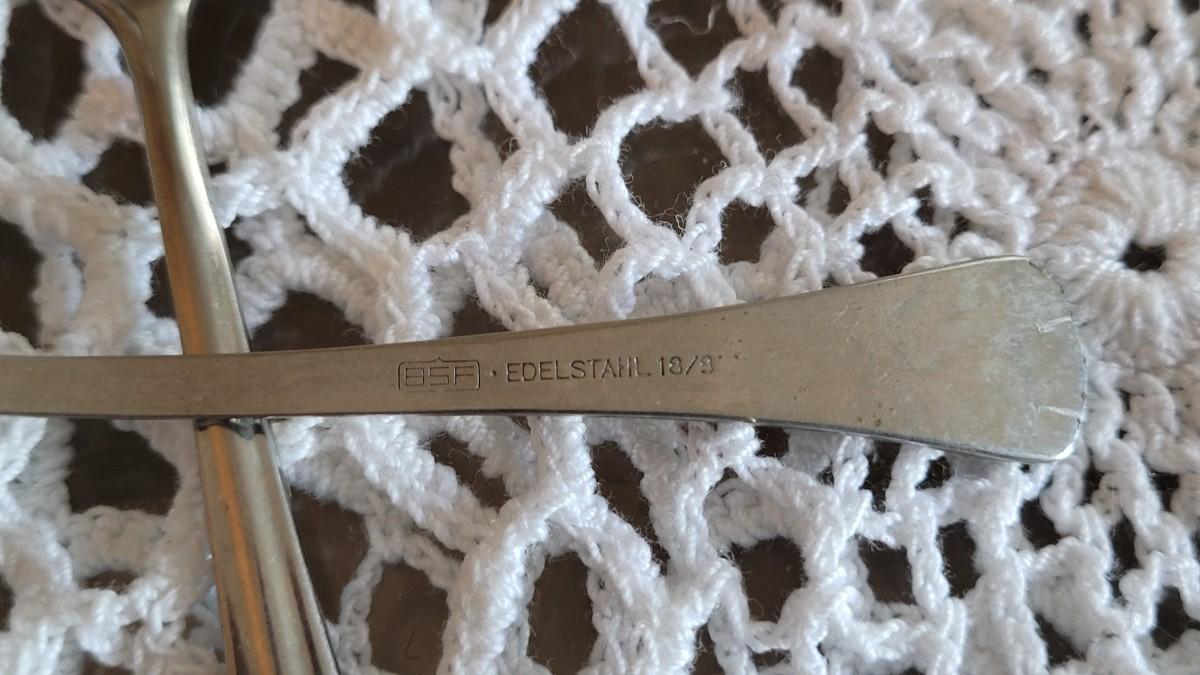 BSF · EDELSTAHL 18/8